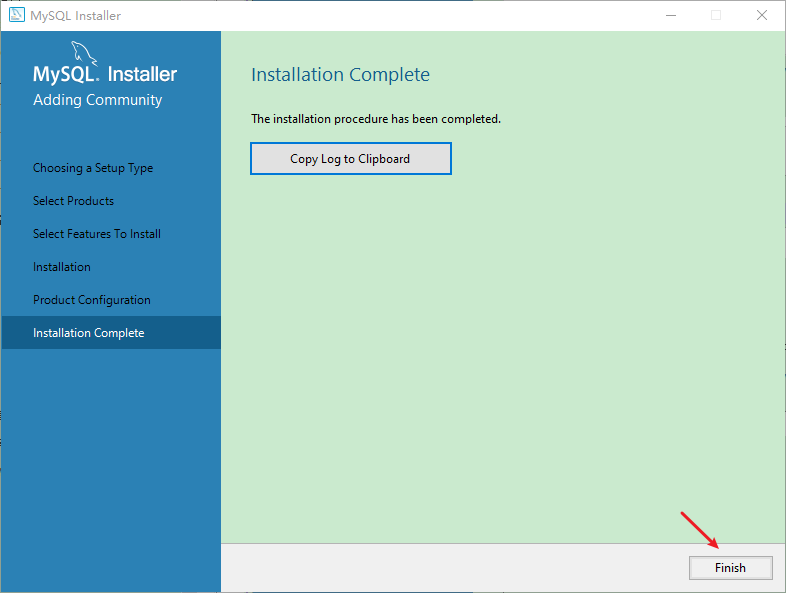 MySQL Installer
MySQL. Installer
Adding Community
Choosing a Setup Type
Select Products
Select Features To Install
Installation
Product Configuration
Installation Complete
Installation Complete
The installation procedure has been completed.
Copy Log to Clipboard
Finish